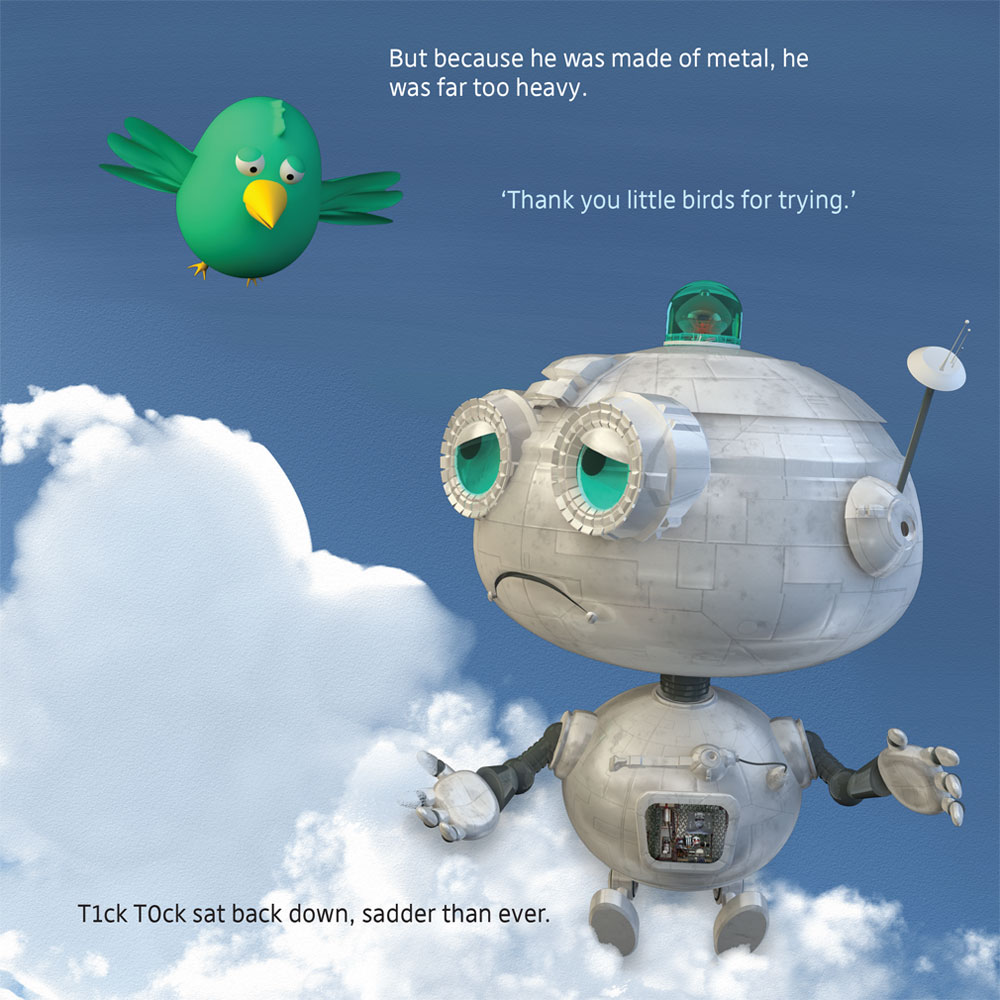 But because he was made of metal, he
was far too heavy.
‘Thank you little birds for trying.’
T1ck T0ck sat back down, sadder than ever.